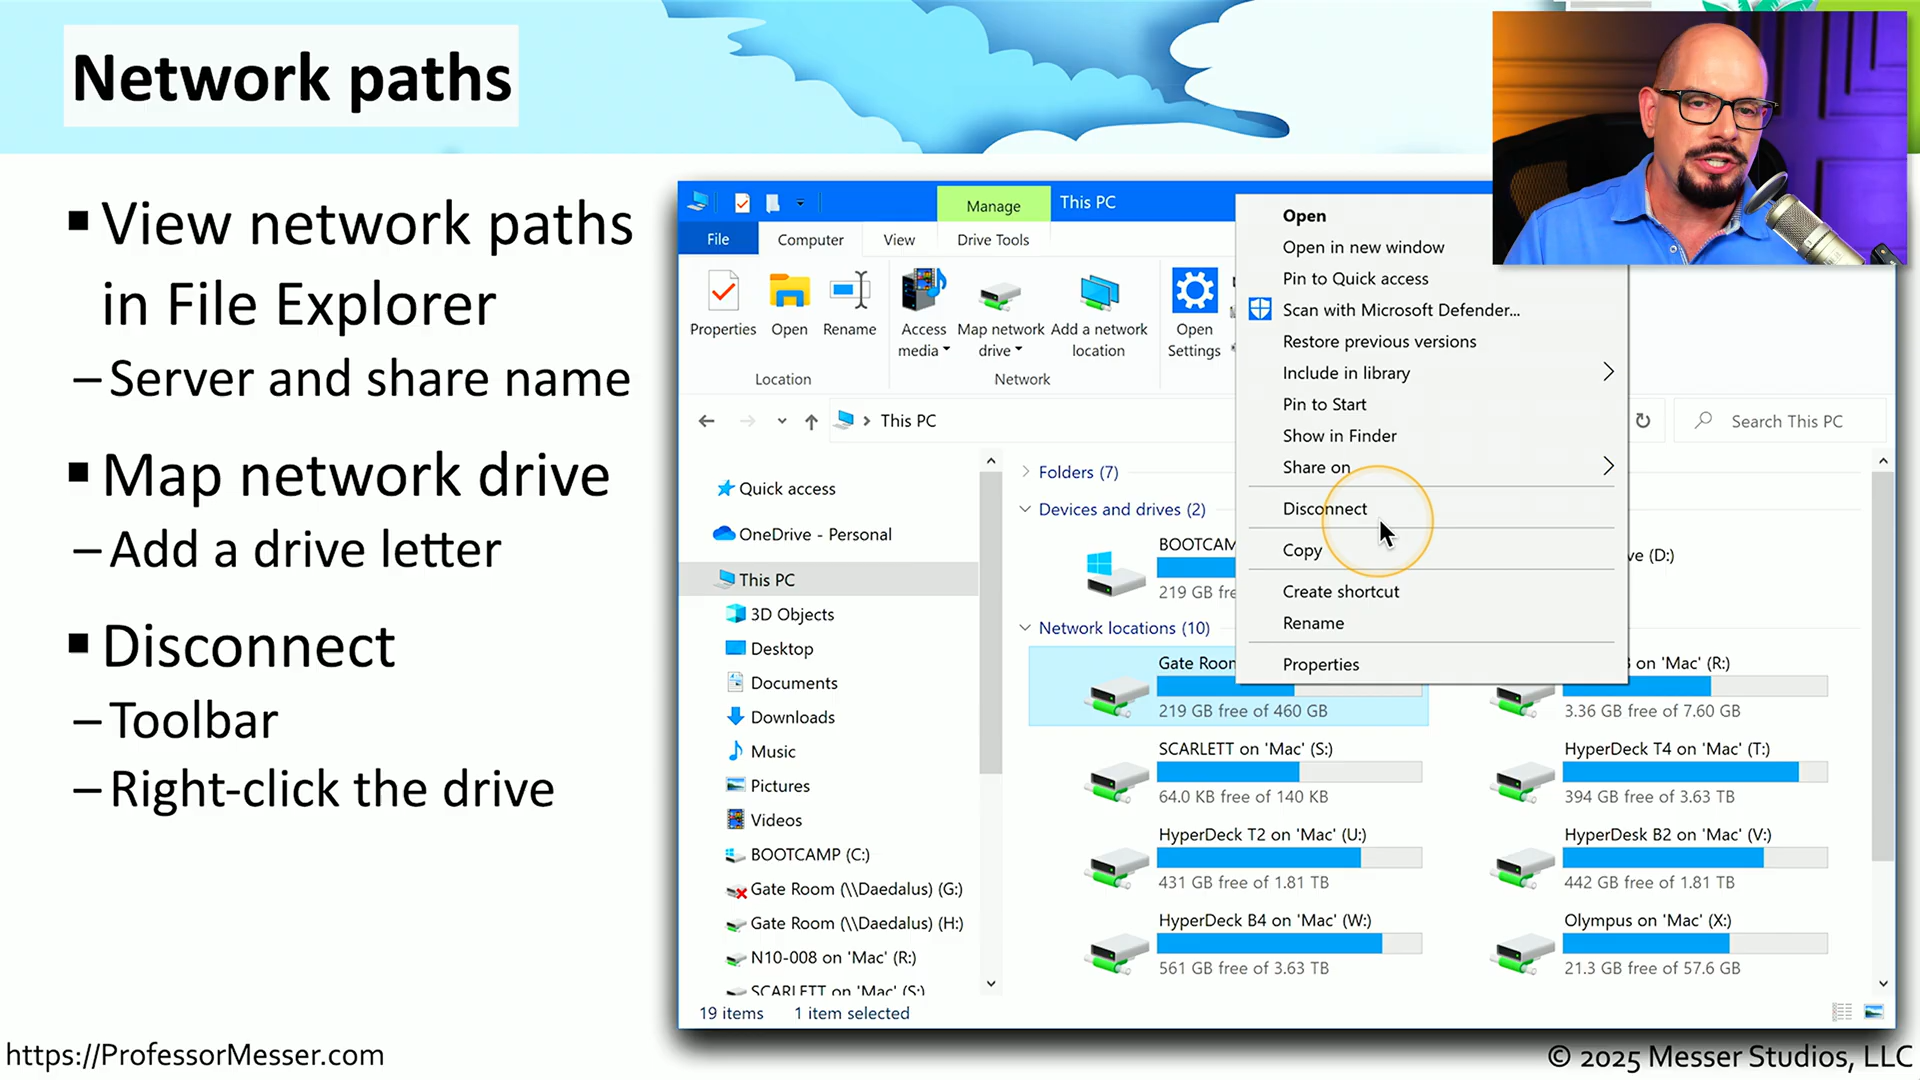 Network paths
▪ View network paths
in File Explorer
– Server and share name
▪ Map network drive
– Add a drive letter
▪ Disconnect
– Toolbar
– Right-click the drive
Manage
This PC
File
Computer
View
Drive Tools
Properties
Open
Rename
Access
media
Map network
drive
Add a network
location
Open
Settings
Location
Network
This PC
Search This PC
Quick access
OneDrive - Personal
This PC
3D Objects
Desktop
Documents
Downloads
Music
Pictures
Videos
BOOTCAMP (C:)
Gate Room (\\Daedalus) (G:)
Gate Room (\\Daedalus) (H:)
N10-008 on 'Mac' (R:)
SCARLETT on 'Mac' (S:)
Folders (7)
Devices and drives (2)
BOOTCAM
219 GB fre
ve (D:)
Network locations (10)
Gate Roor
219 GB free of 460 GB
on 'Mac' (R:)
3.36 GB free of 7.60 GB
SCARLETT on 'Mac' (S:)
64.0 KB free of 140 KB
HyperDeck T4 on 'Mac' (T:)
394 GB free of 3.63 TB
HyperDeck T2 on 'Mac' (U:)
431 GB free of 1.81 TB
HyperDesk B2 on 'Mac' (V:)
442 GB free of 1.81 TB
HyperDeck B4 on 'Mac' (W:)
561 GB free of 3.63 TB
Olympus on 'Mac' (X:)
21.3 GB free of 57.6 GB
Open
Open in new window
Pin to Quick access
Scan with Microsoft Defender...
Restore previous versions
Include in library
Pin to Start
Show in Finder
Share on
Disconnect
Copy
Create shortcut
Rename
Properties
19 items
1 item selected
https://ProfessorMesser.com
© 2025 Messer Studios, LLC